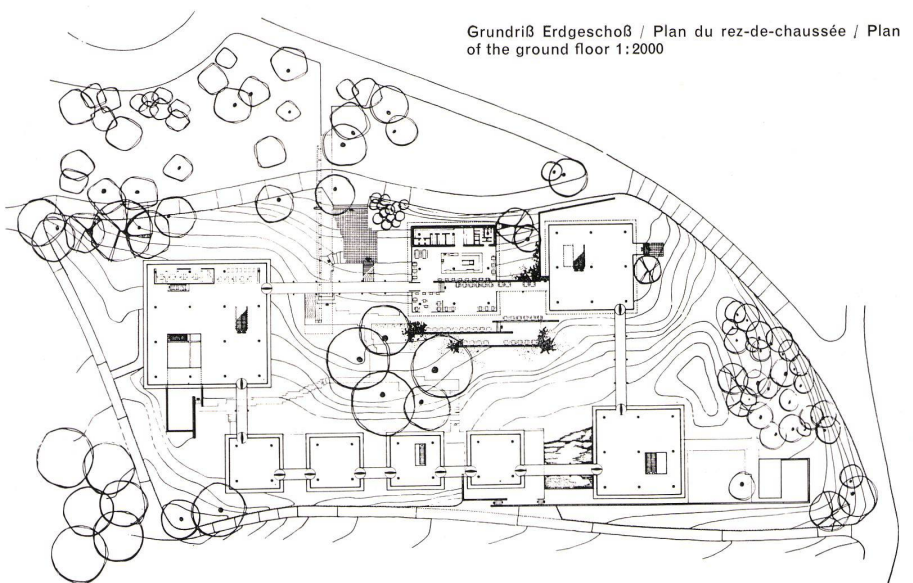 Grundriß Erdgeschoß / Plan du rez-de-chaussée / Plan
of the ground floor 1:2000